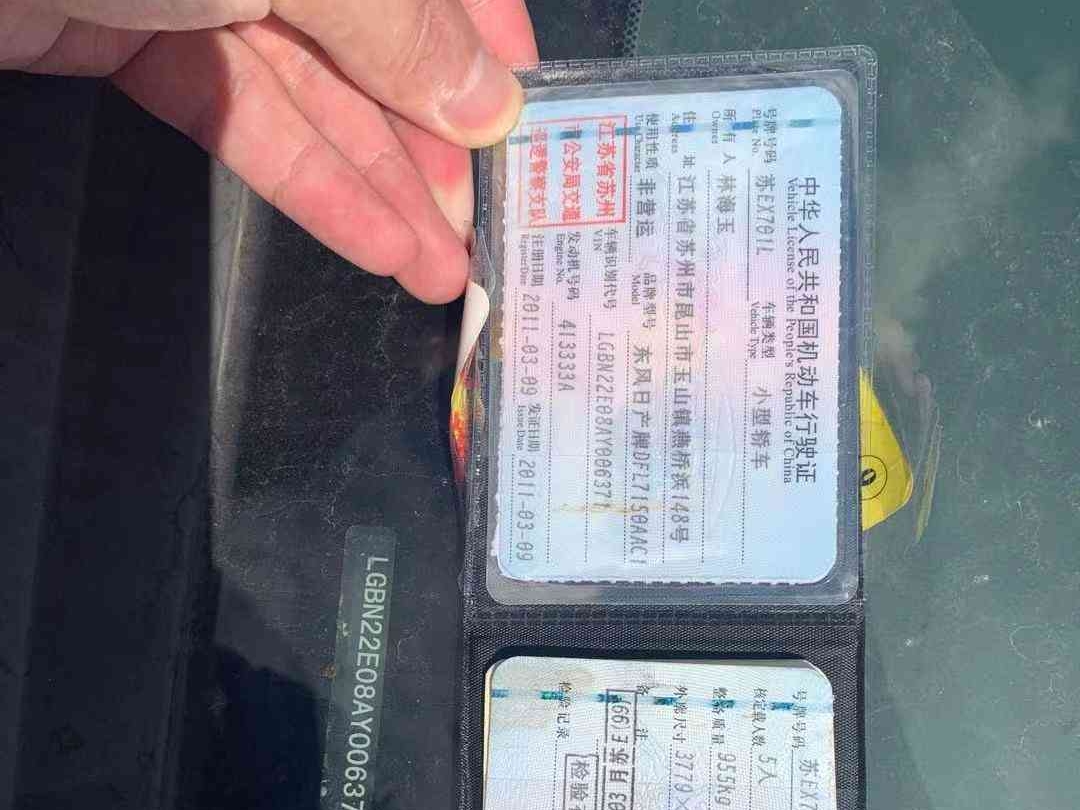 中华人民共和国机动车行驶证
Vehicle License of the People's Republic of China
号牌号码 苏EX701L 车辆类型 小型轿车
Plate No. Vehicle Type
所有人 林海玉
Owner
住址 江苏省苏州市昆山市玉山镇燕桥浜148号
Address
使用性质 非营运 品牌型号 东风日产牌DFL7150AAC1
Use Character Model
江苏省苏州
市公安局交通
巡逻警察支队
车辆识别代号 LGBN22E08AY006371
VIN
发动机号码 413333A
Engine No.
注册日期 2011-03-09 发证日期 2011-03-09
Register Date Issue Date
号牌号码 苏EX7
核定载人数 5人
整备质量 955kg
外廓尺寸 3779×
备注
检验记录
检验
LGBN22E08AY00637